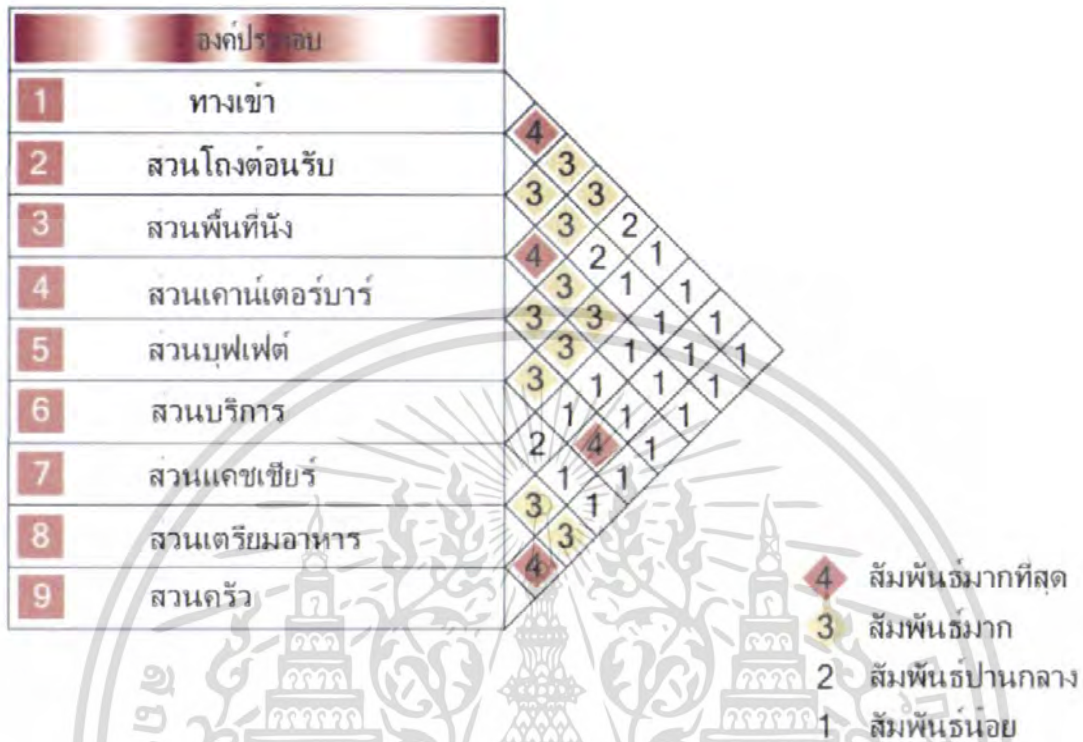 องค์ประกอบ
1 ทางเข้า
4
2 ส่วนโถงต้อนรับ 3
3 3
3 ส่วนพื้นที่นั่ง 3 2
4 2 1
4 ส่วนเคาน์เตอร์บาร์ 3 1 1
3 3 1 1
5 ส่วนบุฟเฟต์ 3 1 1 1
3 1 1 1
6 ส่วนบริการ 1 1 1
2 4 1
7 ส่วนแคชเชียร์ 1 1
3 1
8 ส่วนเตรียมอาหาร 3
4
9 ส่วนครัว
4 สัมพันธ์มากที่สุด
3 สัมพันธ์มาก
2 สัมพันธ์ปานกลาง
1 สัมพันธ์น้อย